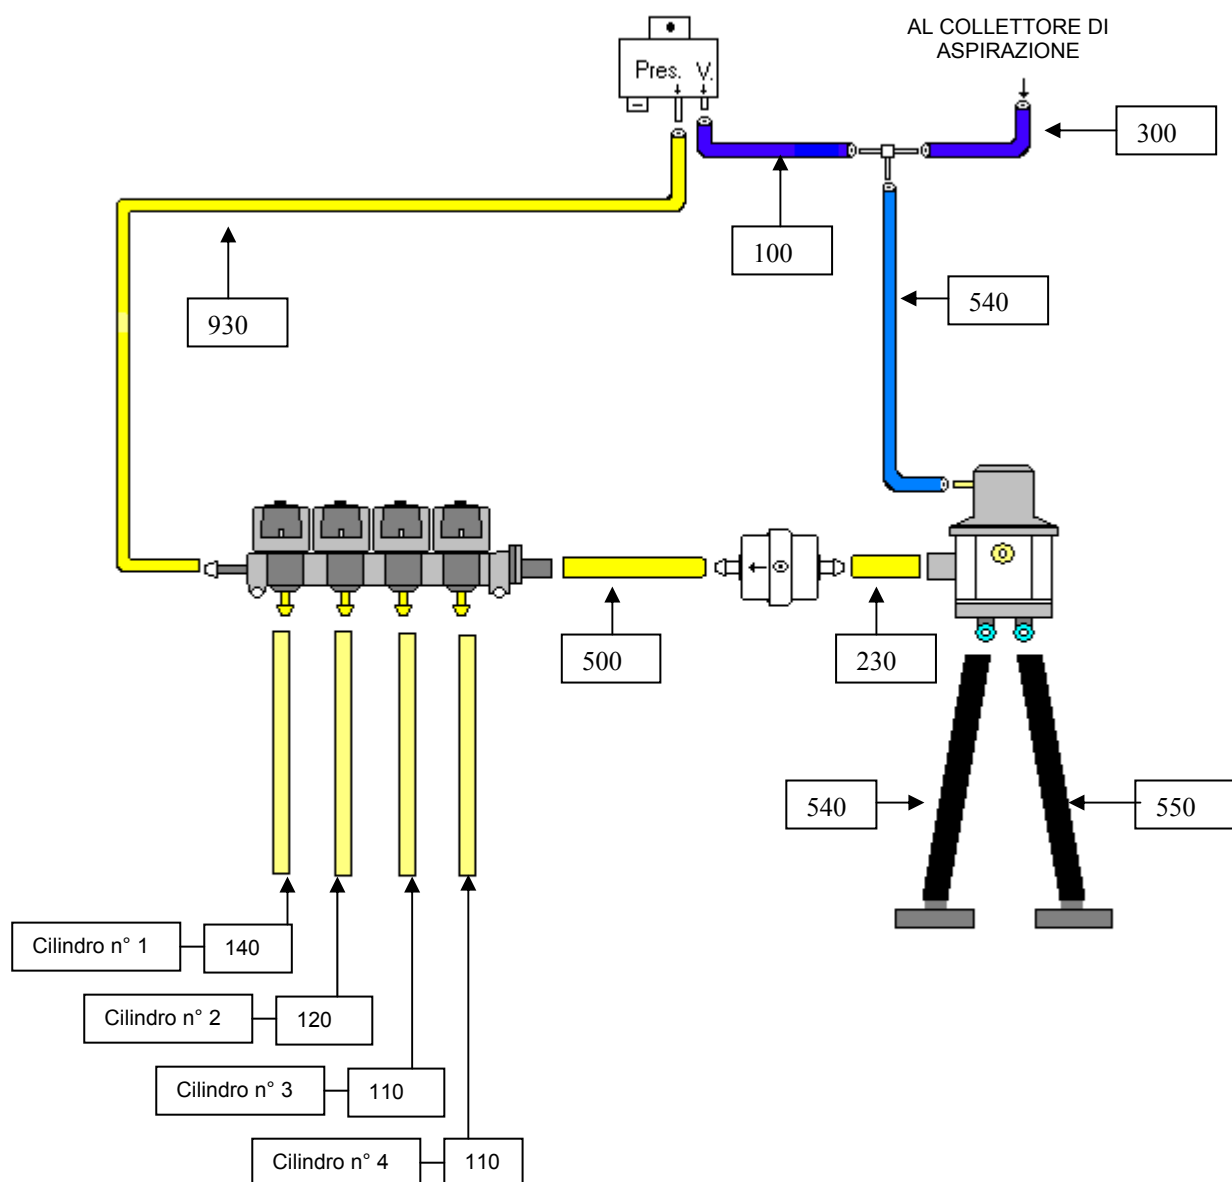 AL COLLETTORE DI
ASPIRAZIONE
Pres. V.
300
100
930
540
500
230
540
550
Cilindro n° 1
140
Cilindro n° 2
120
Cilindro n° 3
110
Cilindro n° 4
110